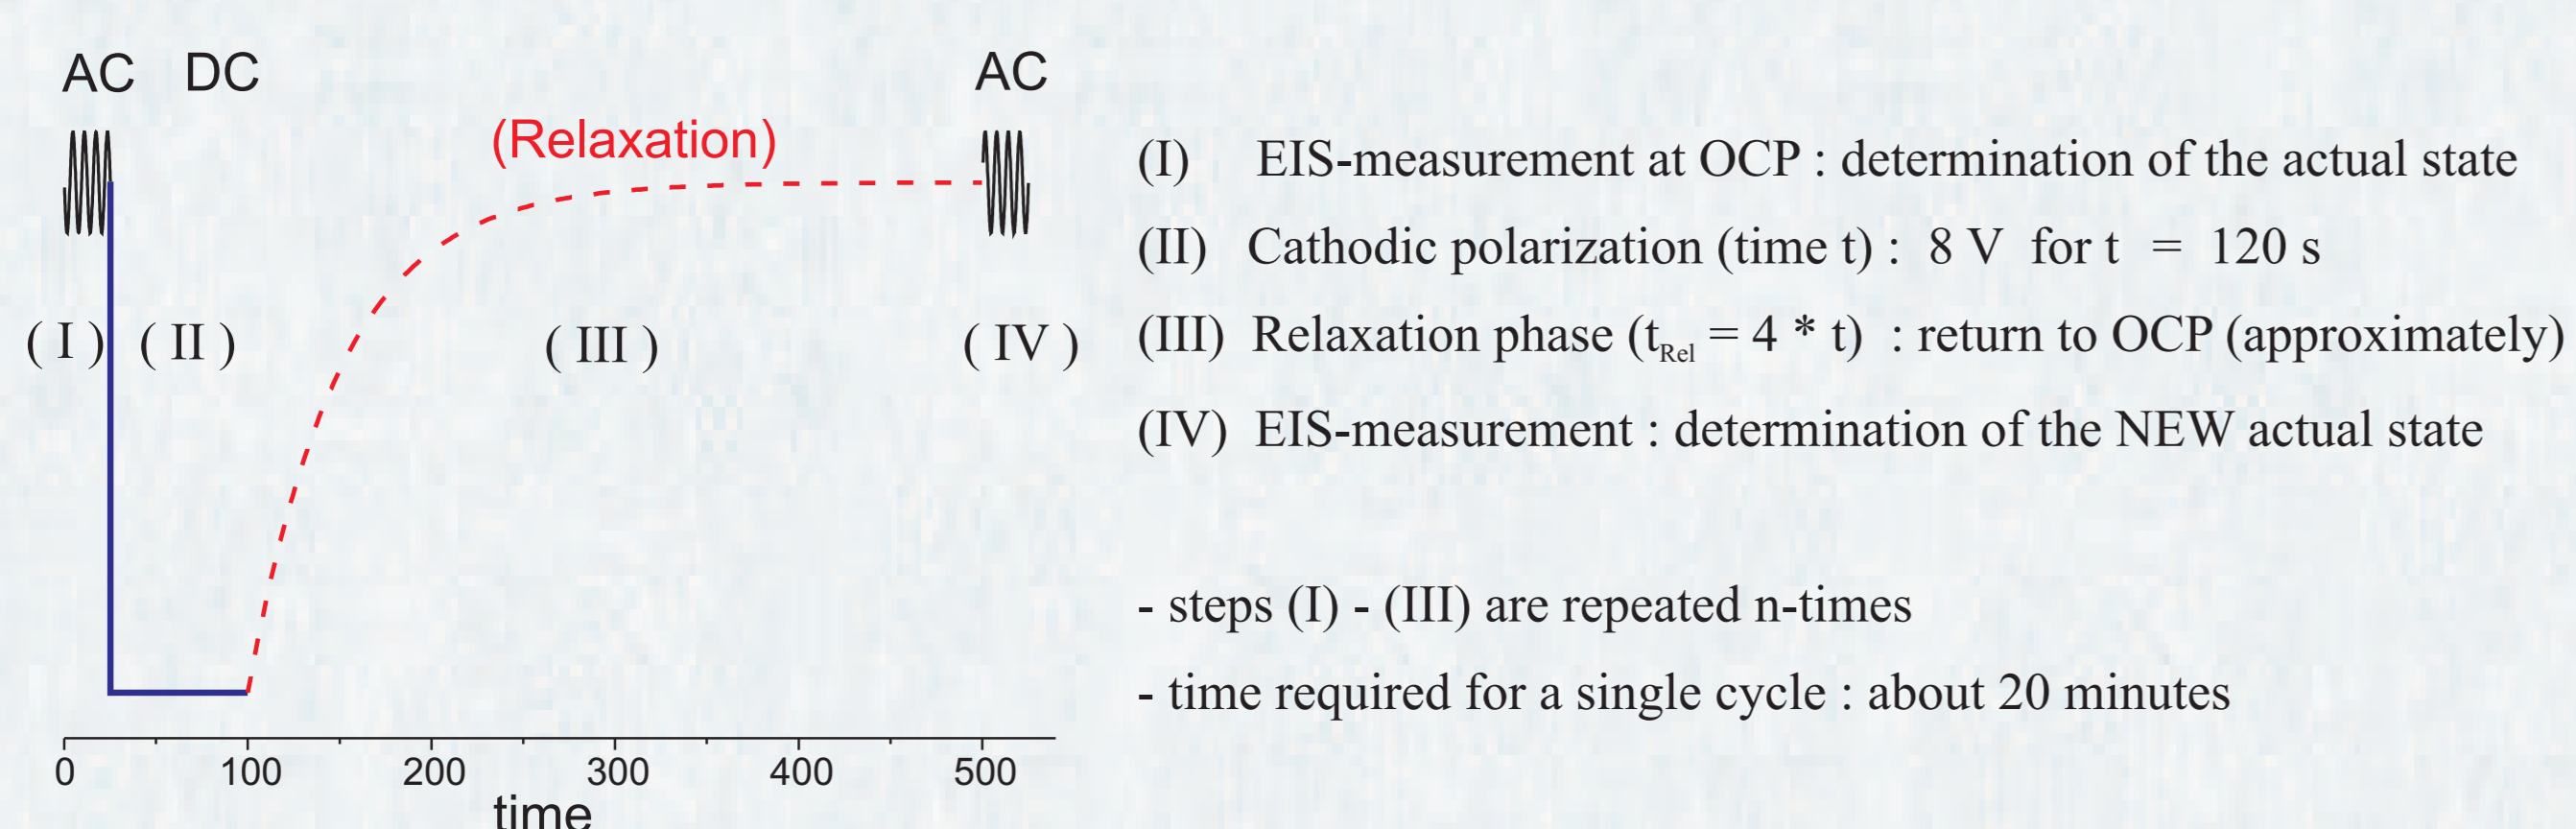 AC DC AC
(Relaxation)
( I ) ( II ) ( III ) ( IV )
0 100 200 300 400 500
time
(I) EIS-measurement at OCP : determination of the actual state
(II) Cathodic polarization (time t) : 8 V for t = 120 s
(III) Relaxation phase (tRel = 4 * t) : return to OCP (approximately)
(IV) EIS-measurement : determination of the NEW actual state
- steps (I) - (III) are repeated n-times
- time required for a single cycle : about 20 minutes